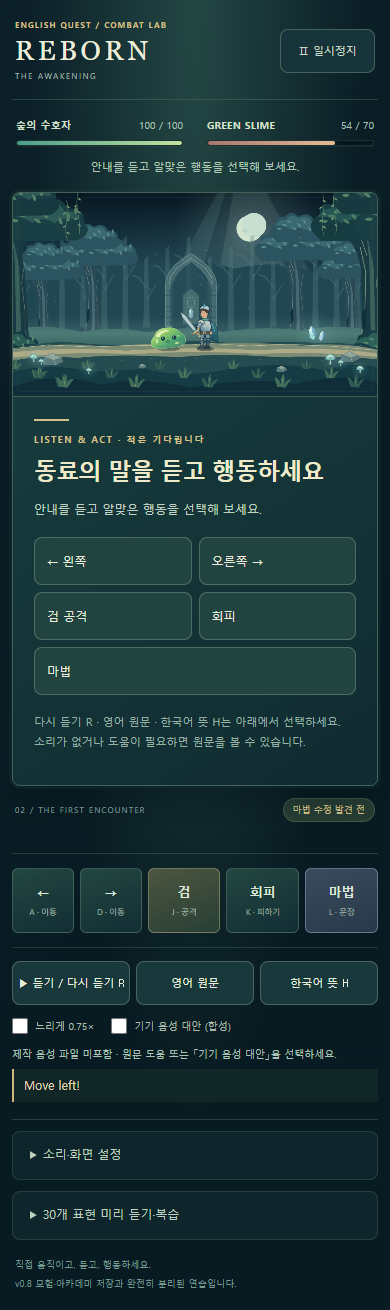 ENGLISH QUEST / COMBAT LAB
REBORN
THE AWAKENING
Ⅱ 일시정지
숲의 수호자 100 / 100
GREEN SLIME 54 / 70
안내를 듣고 알맞은 행동을 선택해 보세요.
LISTEN & ACT · 적은 기다립니다
동료의 말을 듣고 행동하세요
안내를 듣고 알맞은 행동을 선택해 보세요.
← 왼쪽
오른쪽 →
검 공격
회피
마법
다시 듣기 R · 영어 원문 · 한국어 뜻 H는 아래에서 선택하세요.
소리가 없거나 도움이 필요하면 원문을 볼 수 있습니다.
02 / THE FIRST ENCOUNTER
마법 수정 발견 전
←
A · 이동
→
D · 이동
검
J · 공격
회피
K · 피하기
마법
L · 문장
▶ 듣기 / 다시 듣기 R
영어 원문
한국어 뜻 H
느리게 0.75×
기기 음성 대안 (합성)
제작 음성 파일 미포함 · 원문 도움 또는 「기기 음성 대안」을 선택하세요.
Move left!
▶ 소리·화면 설정
▶ 30개 표현 미리 듣기·복습
직접 움직이고, 듣고, 행동하세요.
v0.8 모험·아카데미 저장과 완전히 분리된 연습입니다.